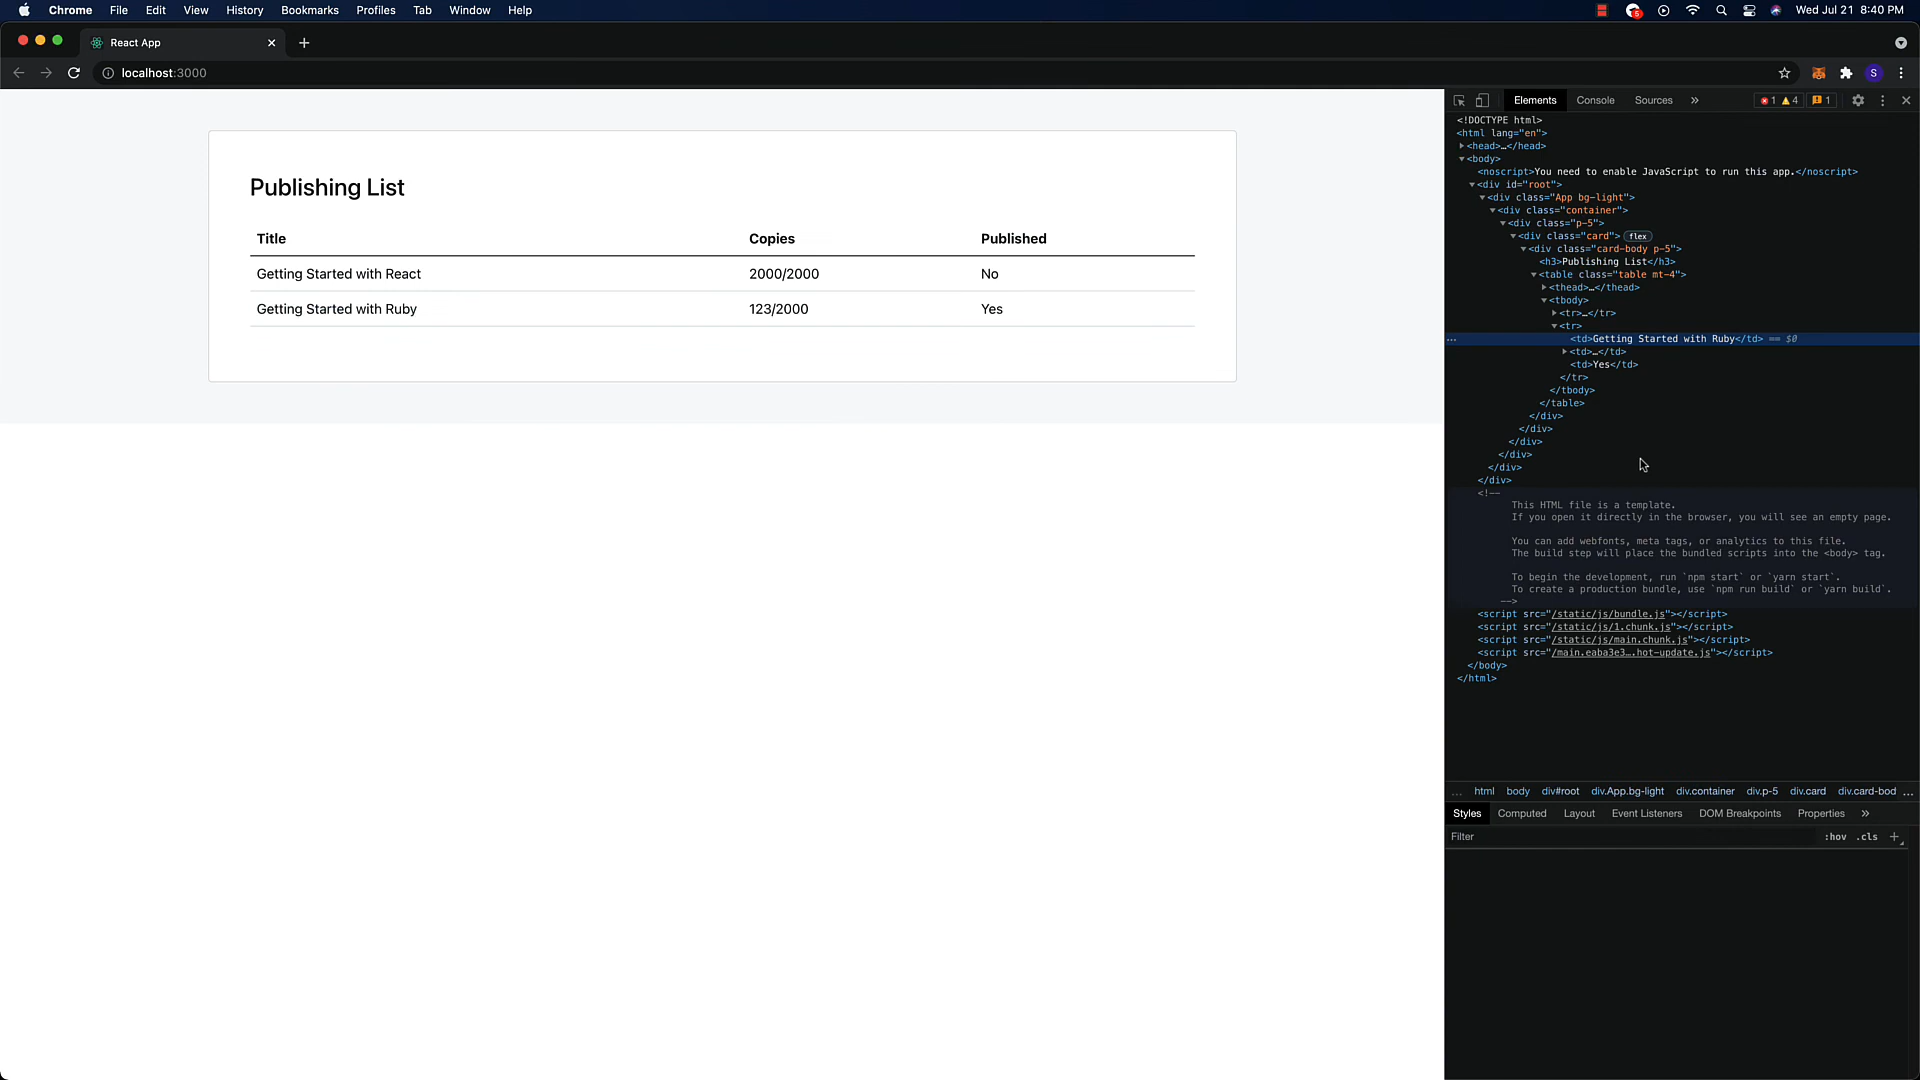 Chrome File Edit View History Bookmarks Profiles Tab Window Help 5 Wed Jul 21 8:40 PM
React App
localhost:3000 S
Publishing List
Title Copies Published
Getting Started with React 2000/2000 No
Getting Started with Ruby 123/2000 Yes
Elements Console Sources » 1 4 1
<!DOCTYPE html>
<html lang="en">
<head>…</head>
<body>
<noscript>You need to enable JavaScript to run this app.</noscript>
<div id="root">
<div class="App bg-light">
<div class="container">
<div class="p-5">
<div class="card"> flex
<div class="card-body p-5">
<h3>Publishing List</h3>
<table class="table mt-4">
<thead>…</thead>
<tbody>
<tr>…</tr>
<tr>
… <td>Getting Started with Ruby</td> == $0
<td>…</td>
<td>Yes</td>
</tr>
</tbody>
</table>
</div>
</div>
</div>
</div>
</div>
</div>
<!--
This HTML file is a template.
If you open it directly in the browser, you will see an empty page.
You can add webfonts, meta tags, or analytics to this file.
The build step will place the bundled scripts into the <body> tag.
To begin the development, run `npm start` or `yarn start`.
To create a production bundle, use `npm run build` or `yarn build`.
-->
<script src="/static/js/bundle.js"></script>
<script src="/static/js/1.chunk.js"></script>
<script src="/static/js/main.chunk.js"></script>
<script src="/main.eaba3e3….hot-update.js"></script>
</body>
</html>
… html body div#root div.App.bg-light div.container div.p-5 div.card div.card-bod …
Styles Computed Layout Event Listeners DOM Breakpoints Properties »
Filter :hov .cls +